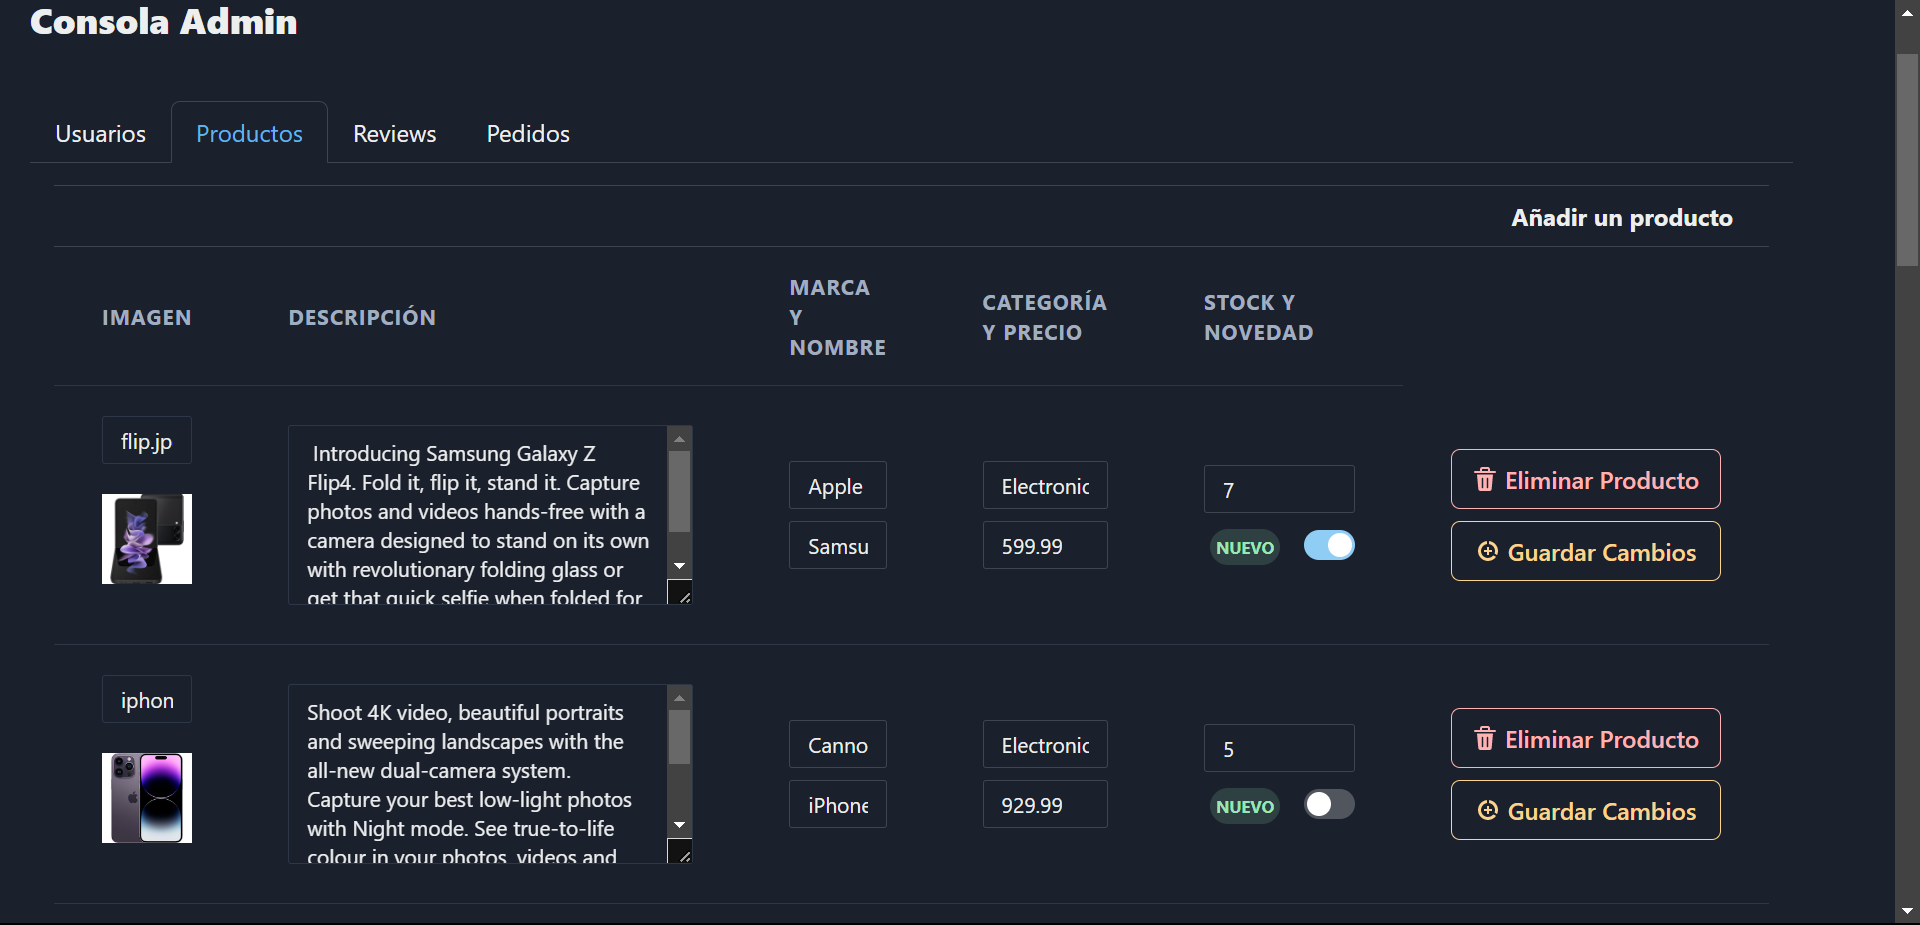 Consola Admin
Usuarios
Productos
Reviews
Pedidos
Añadir un producto
IMAGEN
DESCRIPCIÓN
MARCA
Y
NOMBRE
CATEGORÍA
Y PRECIO
STOCK Y
NOVEDAD
flip.jp
Introducing Samsung Galaxy Z
Flip4. Fold it, flip it, stand it. Capture
photos and videos hands-free with a
camera designed to stand on its own
with revolutionary folding glass or
get that quick selfie when folded for
Apple
Samsu
Electronic
599.99
7
NUEVO
Eliminar Producto
Guardar Cambios
iphon
Shoot 4K video, beautiful portraits
and sweeping landscapes with the
all-new dual-camera system.
Capture your best low-light photos
with Night mode. See true-to-life
colour in your photos, videos and
Canno
iPhone
Electronic
929.99
5
NUEVO
Eliminar Producto
Guardar Cambios